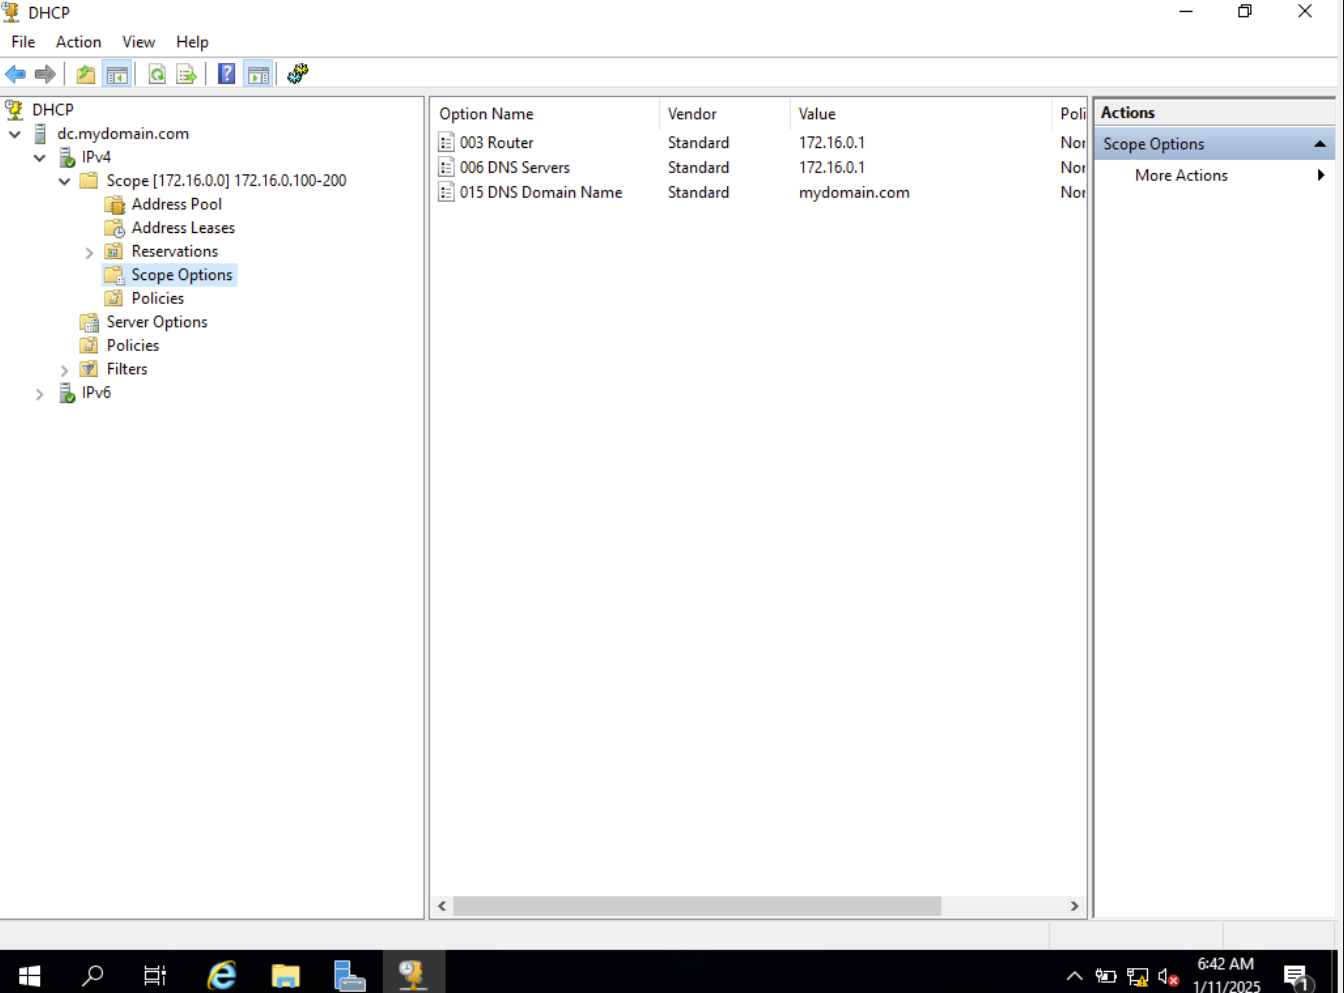 DHCP
File Action View Help
DHCP
dc.mydomain.com
IPv4
Scope [172.16.0.0] 172.16.0.100-200
Address Pool
Address Leases
Reservations
Scope Options
Policies
Server Options
Policies
Filters
IPv6
Option Name Vendor Value Poli
003 Router Standard 172.16.0.1 Nor
006 DNS Servers Standard 172.16.0.1 Nor
015 DNS Domain Name Standard mydomain.com Nor
Actions
Scope Options
More Actions
6:42 AM
1/11/2025
1